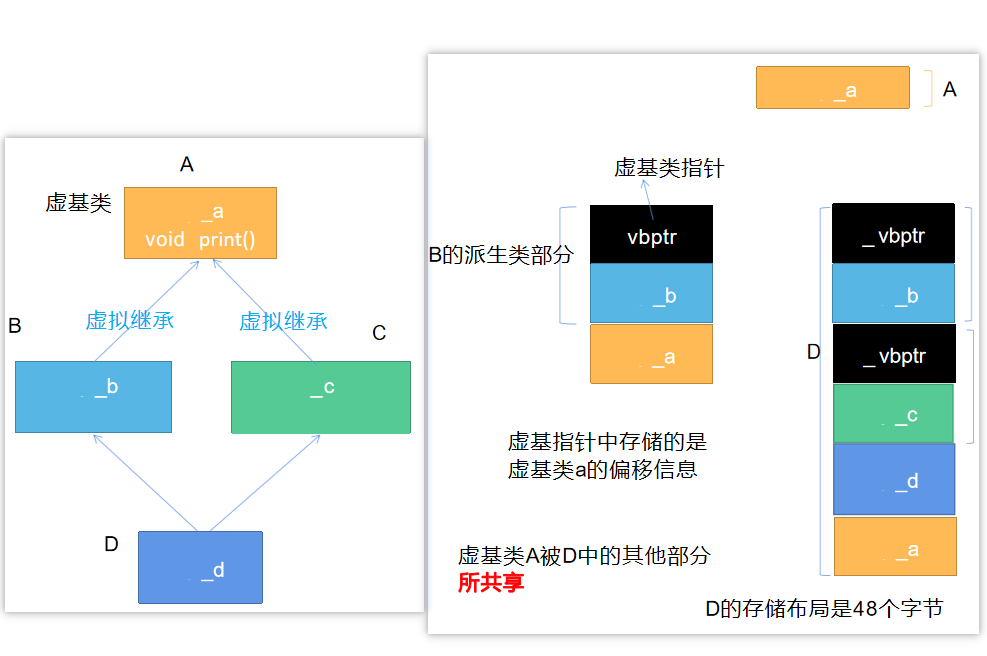 A
虚基类
_a
void print()
B
虚拟继承
虚拟继承
C
_b
_c
D
_d
_a
A
虚基类指针
B的派生类部分
vbptr
_b
_a
虚基指针中存储的是
虚基类a的偏移信息
虚基类A被D中的其他部分
所共享
D
_vbptr
_b
_vbptr
_c
_d
_a
D的存储布局是48个字节